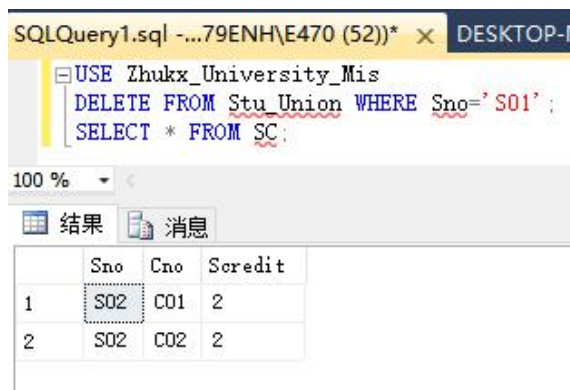 SQLQuery1.sql -...79ENH\E470 (52))* × DESKTOP-
USE Zhukx_University_Mis
DELETE FROM Stu_Union WHERE Sno='S01';
SELECT * FROM SC;
100 %
结果 消息
Sno Cno Scredit
1 S02 C01 2
2 S02 C02 2